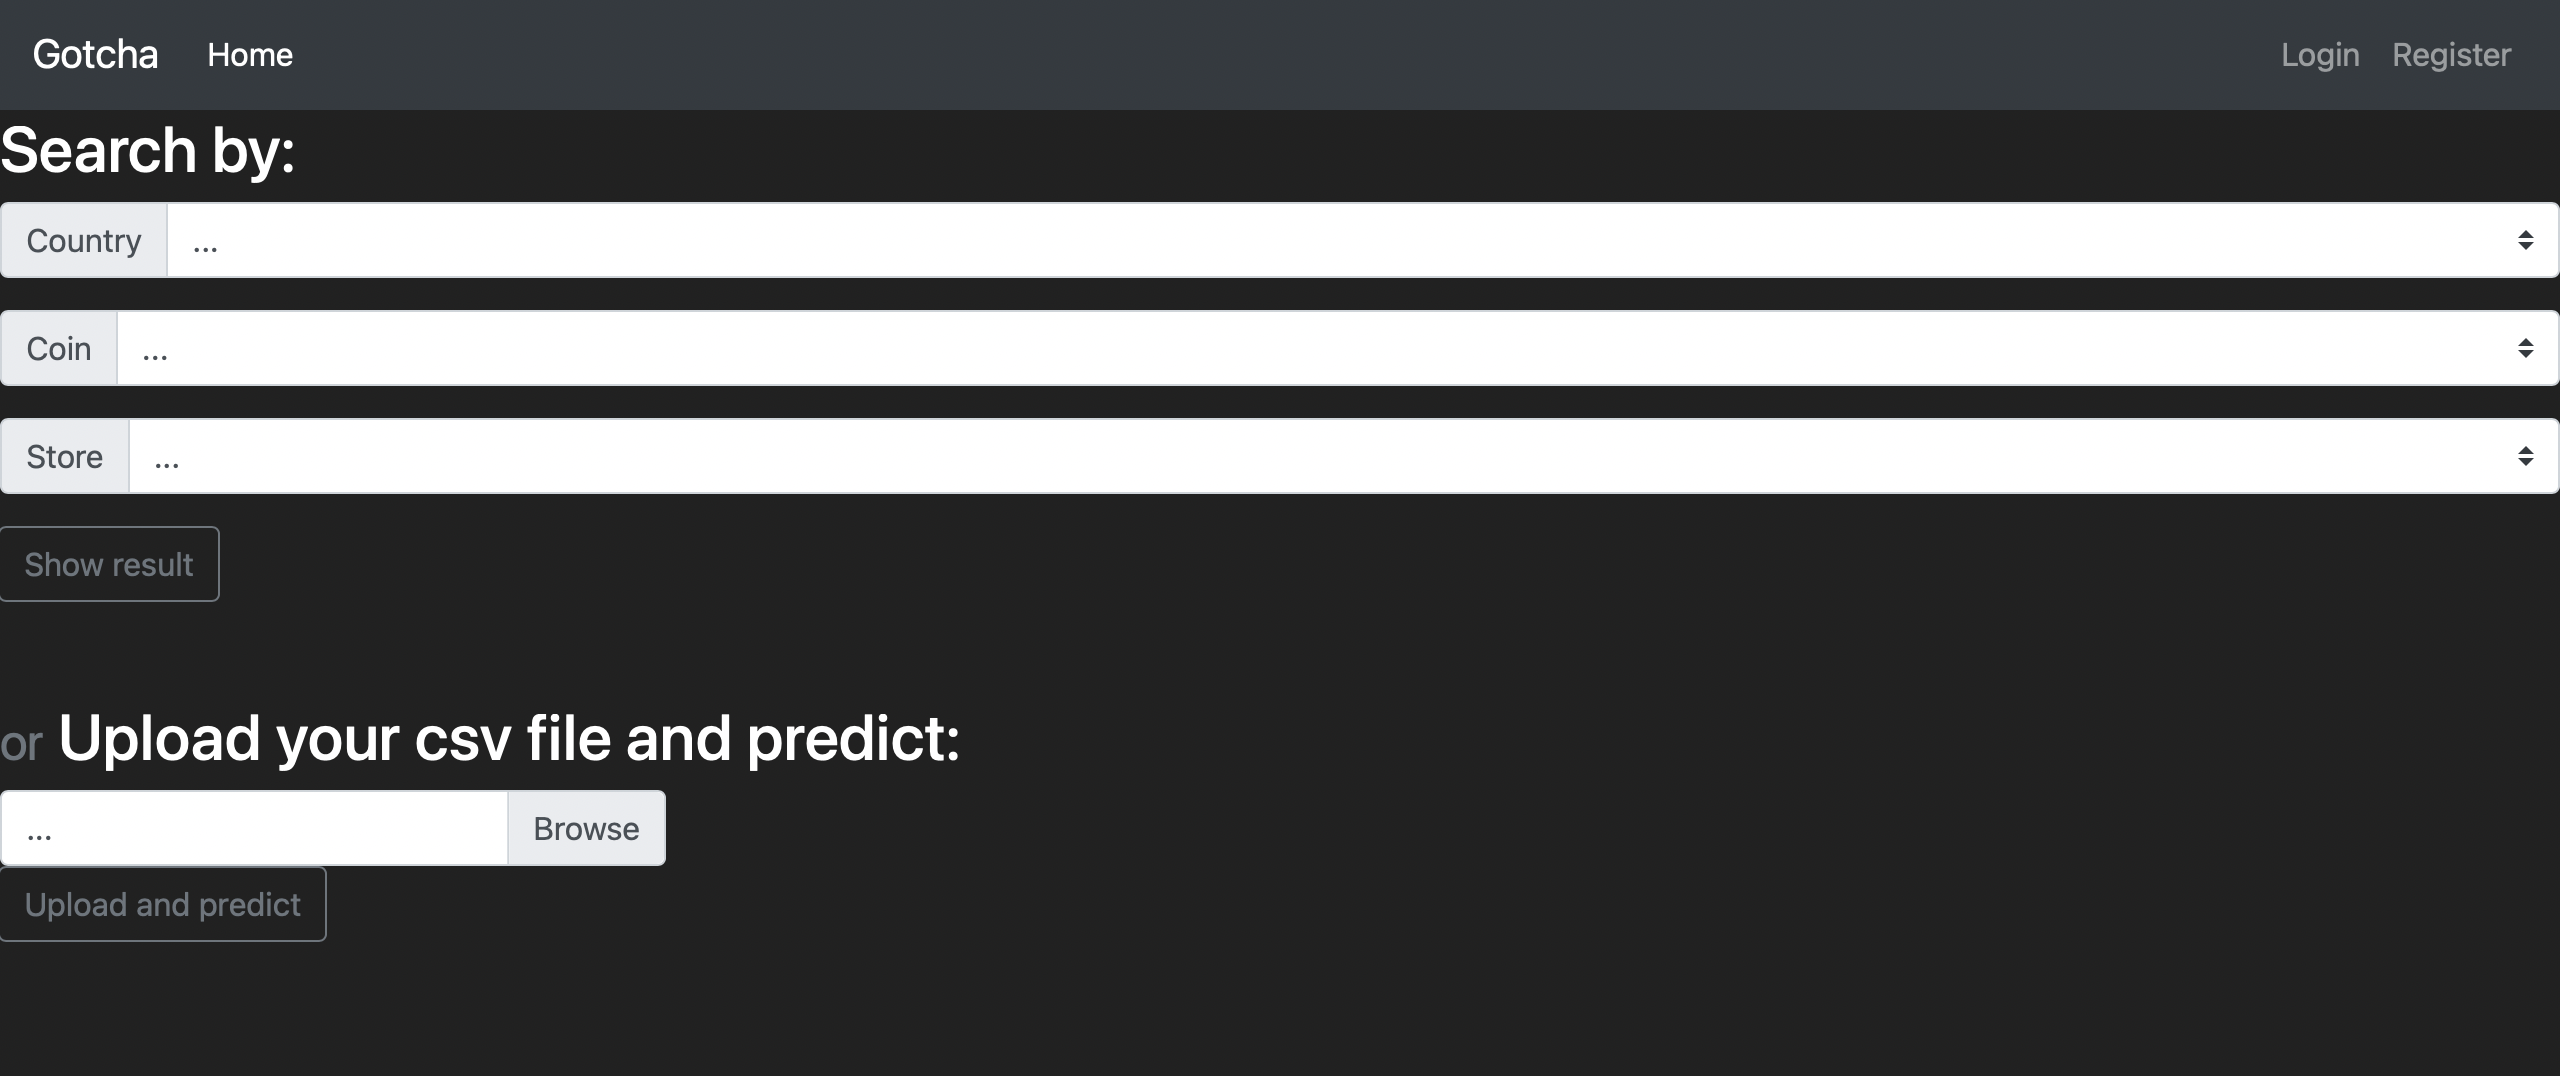 Gotcha Home Login Register
Search by:
Country ...
Coin ...
Store ...
Show result
or Upload your csv file and predict:
... Browse
Upload and predict